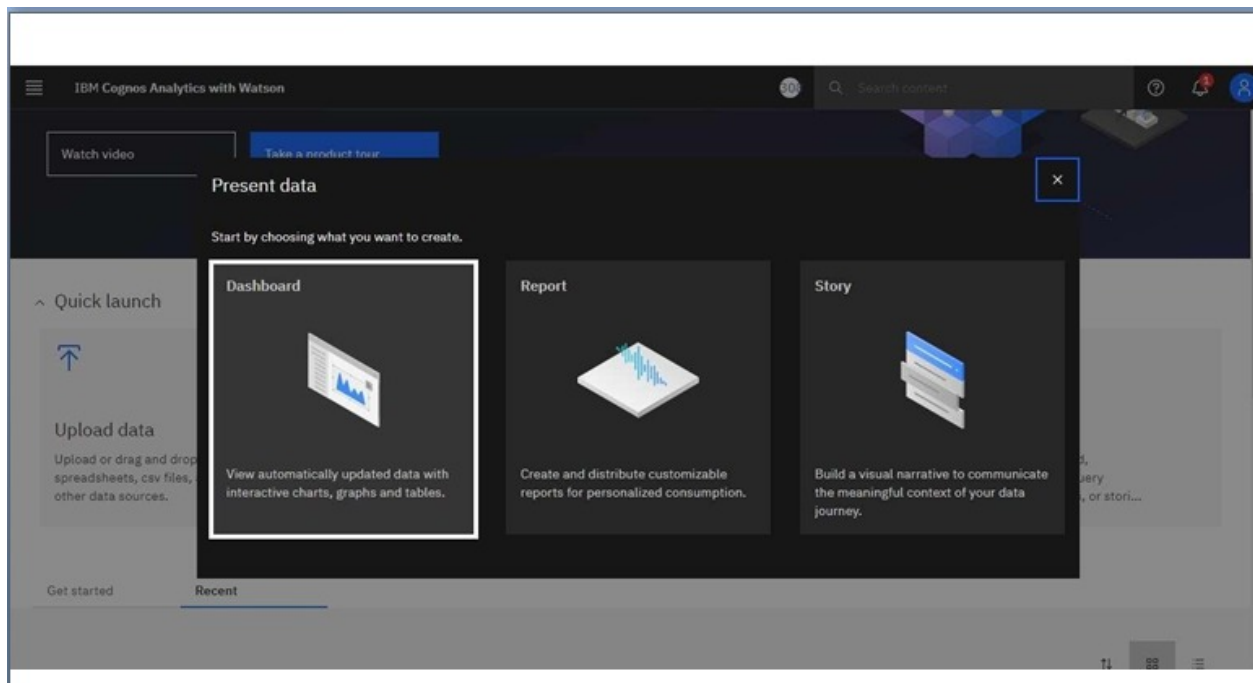 IBM Cognos Analytics with Watson
Search content
1
Watch video
Take a product tour
Present data
Start by choosing what you want to create.
Dashboard
View automatically updated data with
interactive charts, graphs and tables.
Report
Create and distribute customizable
reports for personalized consumption.
Story
Build a visual narrative to communicate
the meaningful context of your data
journey.
Quick launch
Upload data
Upload or drag and drop
spreadsheets, csv files,
other data sources.
, or stori...
Get started
Recent